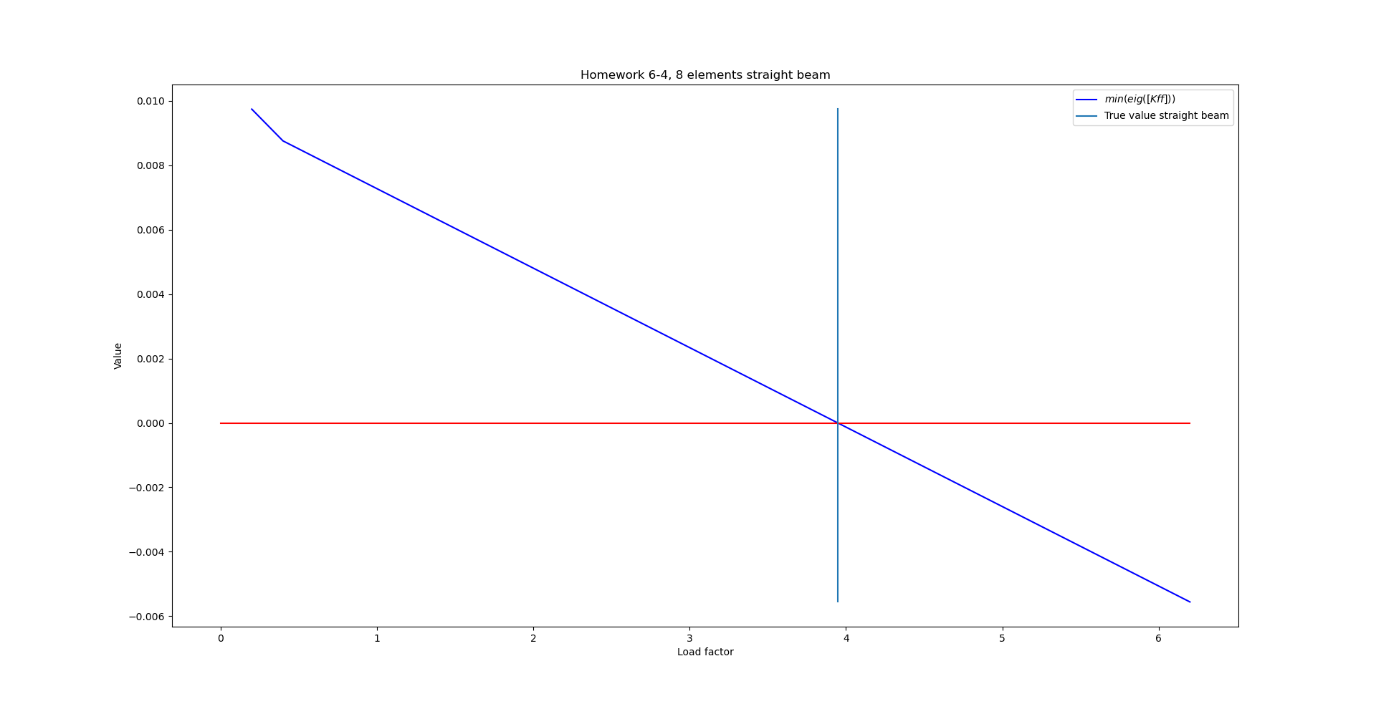 Homework 6-4, 8 elements straight beam
min(eig([Kff]))
True value straight beam
Value
0.010
0.008
0.006
0.004
0.002
0.000
−0.002
−0.004
−0.006
0 1 2 3 4 5 6
Load factor